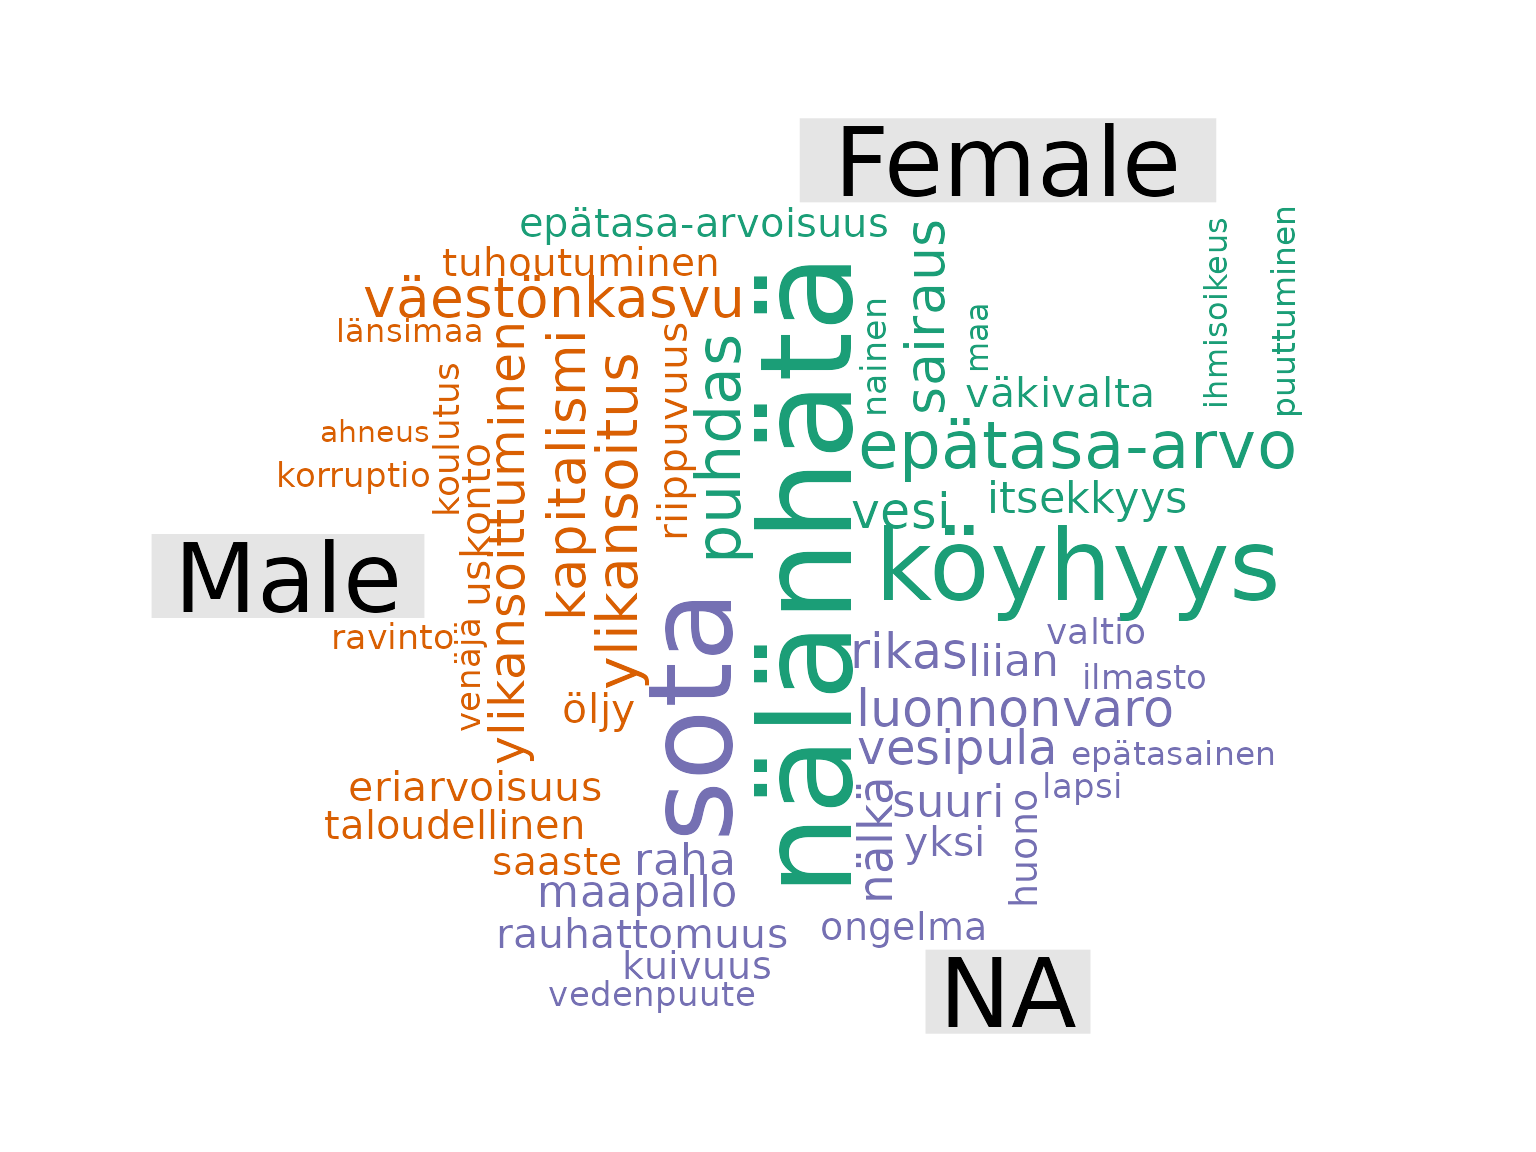 Female
epätasa-arvoisuus
sairaus
ihmisoikeus
puuttuminen
tuhoutuminen
väestönkasvu
nälänhätä
nainen
maa
länsimaa
väkivalta
koulutus
ylikansoittuminen
kapitalismi
ylikansoitus
riippuvuus
puhdas
ahneus
epätasa-arvo
korruptio
uskonto
vesi
itsekkyys
Male
köyhyys
ravinto
venäjä
sota
rikas
liian
valtio
ilmasto
öljy
luonnonvaro
vesipula
epätasainen
eriarvoisuus
nälkä
suuri
lapsi
taloudellinen
yksi
huono
saaste
raha
maapallo
rauhattomuus
ongelma
kuivuus
vedenpuute
NA